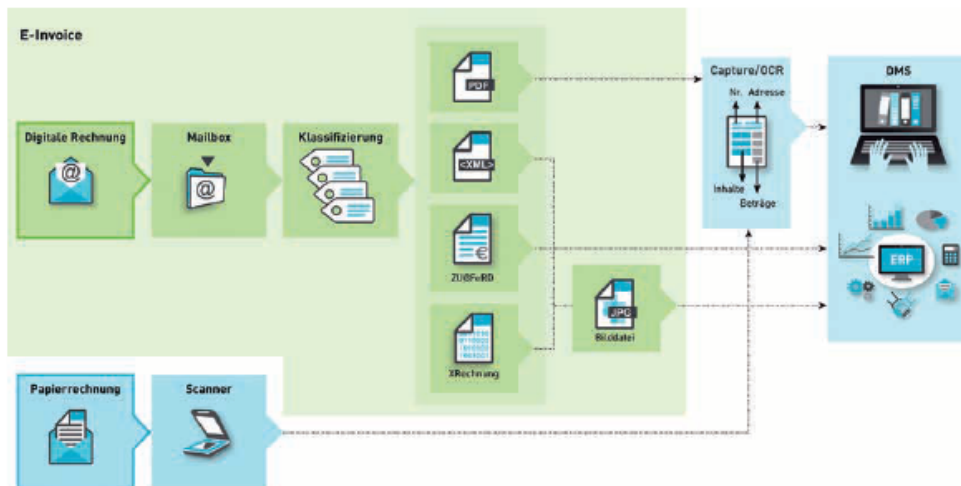 E-Invoice
Digitale Rechnung
@
Mailbox
@
Klassifizierung
PDF
<XML>
ZUGFeRD
€
XRechnung
JPG
Bilddatei
Capture/OCR
Nr. Adresse
Inhalte
Beträge
DMS
ERP
Papierrechnung
Scanner